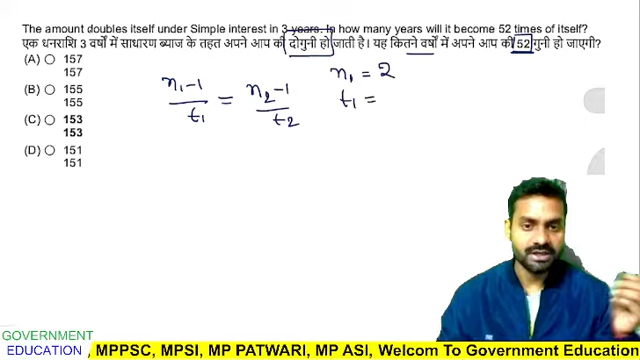 The amount doubles itself under Simple interest in 3 years. In how many years will it become 52 times of itself?
एक धनराशि 3 वर्षों में साधारण ब्याज के तहत अपने आप की दोगुनी हो जाती है। यह कितने वर्षों में अपने आप की 52 गुनी हो जाएगी?
(A) 157
157
(B) 155
155
(C) 153
153
(D) 151
151
n₁-1 / t₁ = n₂-1 / t₂
n₁ = 2
t₁ =
GOVERNMENT
EDUCATION
, MPPSC, MPSI, MP PATWARI, MP ASI, Welcom To Government Education